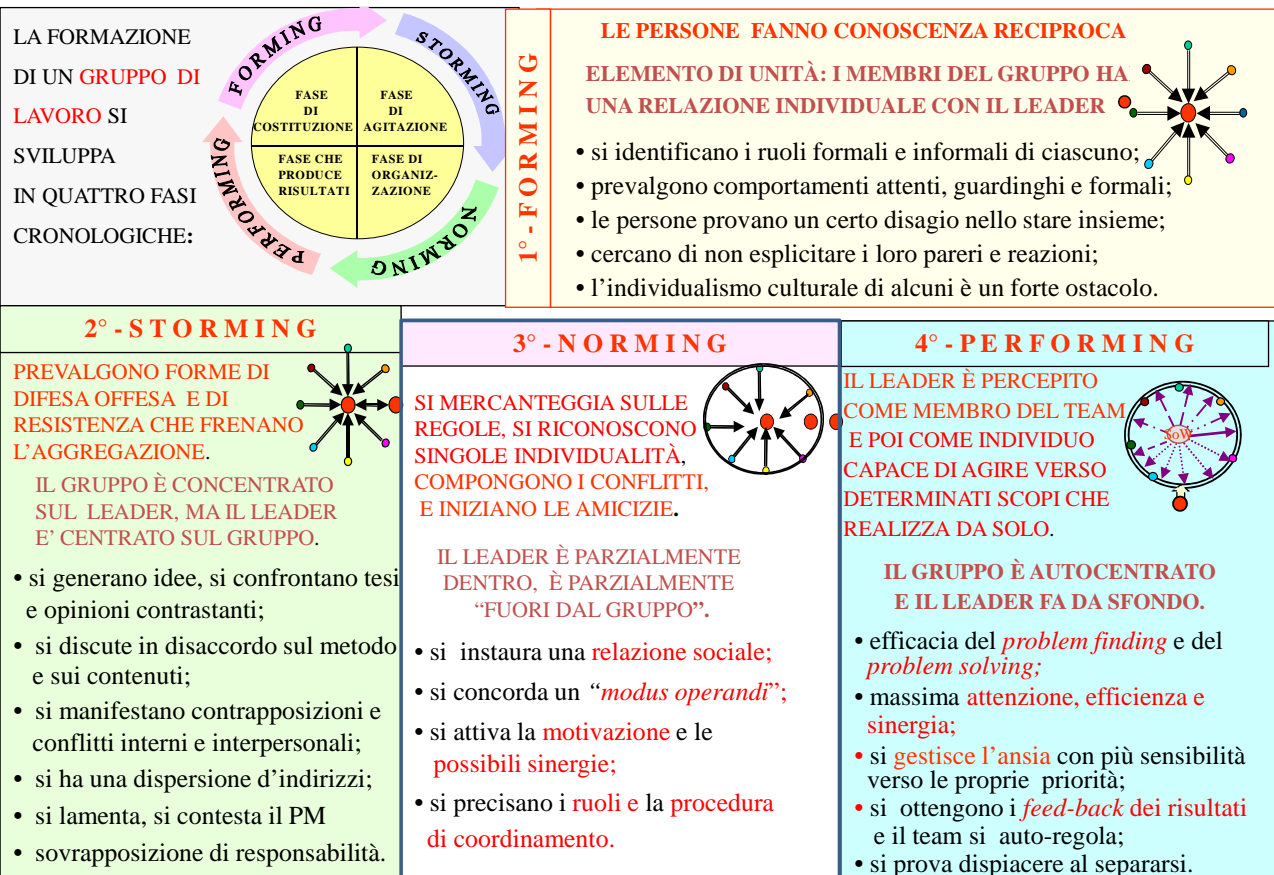 LA FORMAZIONE
DI UN GRUPPO DI
LAVORO SI
SVILUPPA
IN QUATTRO FASI
CRONOLOGICHE:
FORMING
STORMING
NORMING
PERFORMING
FASE
DI
COSTITUZIONE
FASE
DI
AGITAZIONE
FASE CHE
PRODUCE
RISULTATI
FASE DI
ORGANIZ-
ZAZIONE
1° - F O R M I N G
LE PERSONE FANNO CONOSCENZA RECIPROCA
ELEMENTO DI UNITÀ: I MEMBRI DEL GRUPPO HA
UNA RELAZIONE INDIVIDUALE CON IL LEADER
• si identificano i ruoli formali e informali di ciascuno;
• prevalgono comportamenti attenti, guardinghi e formali;
• le persone provano un certo disagio nello stare insieme;
• cercano di non esplicitare i loro pareri e reazioni;
• l’individualismo culturale di alcuni è un forte ostacolo.
2° - S T O R M I N G
PREVALGONO FORME DI
DIFESA OFFESA E DI
RESISTENZA CHE FRENANO
L’AGGREGAZIONE.
IL GRUPPO È CONCENTRATO
SUL LEADER, MA IL LEADER
E’ CENTRATO SUL GRUPPO.
• si generano idee, si confrontano tesi
e opinioni contrastanti;
• si discute in disaccordo sul metodo
e sui contenuti;
• si manifestano contrapposizioni e
conflitti interni e interpersonali;
• si ha una dispersione d’indirizzi;
• si lamenta, si contesta il PM
• sovrapposizione di responsabilità.
3° - N O R M I N G
SI MERCANTEGGIA SULLE
REGOLE, SI RICONOSCONO
SINGOLE INDIVIDUALITÀ,
COMPONGONO I CONFLITTI,
E INIZIANO LE AMICIZIE.
IL LEADER È PARZIALMENTE
DENTRO, È PARZIALMENTE
“FUORI DAL GRUPPO”.
• si instaura una relazione sociale;
• si concorda un “modus operandi”;
• si attiva la motivazione e le
possibili sinergie;
• si precisano i ruoli e la procedura
di coordinamento.
4° - P E R F O R M I N G
IL LEADER È PERCEPITO
COME MEMBRO DEL TEAM
E POI COME INDIVIDUO
CAPACE DI AGIRE VERSO
DETERMINATI SCOPI CHE
REALIZZA DA SOLO.
SoW
IL GRUPPO È AUTOCENTRATO
E IL LEADER FA DA SFONDO.
• efficacia del problem finding e del
problem solving;
• massima attenzione, efficienza e
sinergia;
• si gestisce l’ansia con più sensibilità
verso le proprie priorità;
• si ottengono i feed-back dei risultati
e il team si auto-regola;
• si prova dispiacere al separarsi.